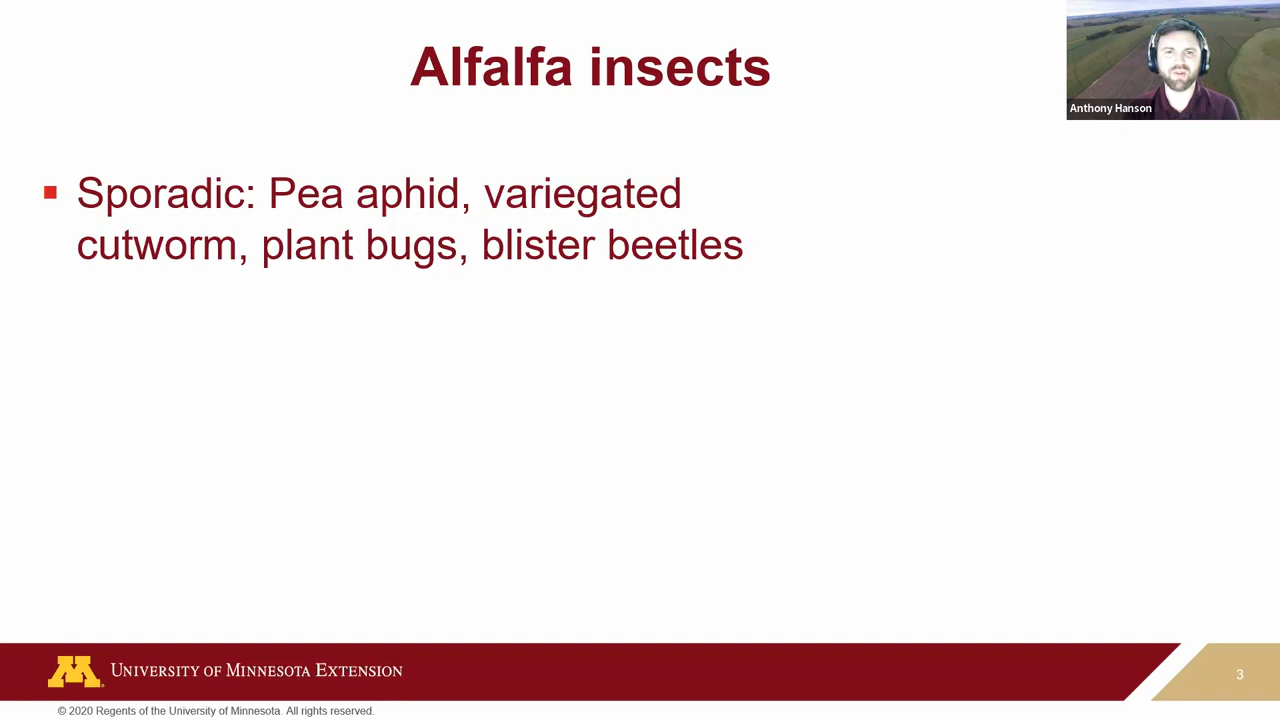 Alfalfa insects
Anthony Hanson
Sporadic: Pea aphid, variegated
cutworm, plant bugs, blister beetles
M
UNIVERSITY OF MINNESOTA EXTENSION
3
© 2020 Regents of the University of Minnesota. All rights reserved.